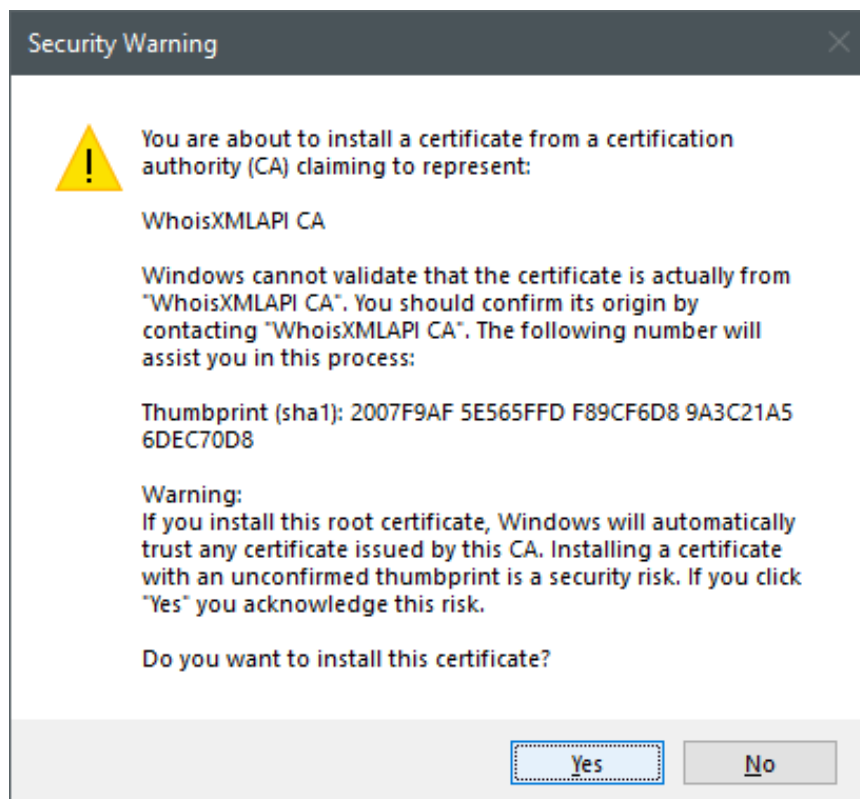 Security Warning
You are about to install a certificate from a certification
authority (CA) claiming to represent:
WhoisXMLAPI CA
Windows cannot validate that the certificate is actually from
"WhoisXMLAPI CA". You should confirm its origin by
contacting "WhoisXMLAPI CA". The following number will
assist you in this process:
Thumbprint (sha1): 2007F9AF 5E565FFD F89CF6D8 9A3C21A5
6DEC70D8
Warning:
If you install this root certificate, Windows will automatically
trust any certificate issued by this CA. Installing a certificate
with an unconfirmed thumbprint is a security risk. If you click
"Yes" you acknowledge this risk.
Do you want to install this certificate?
Yes
No